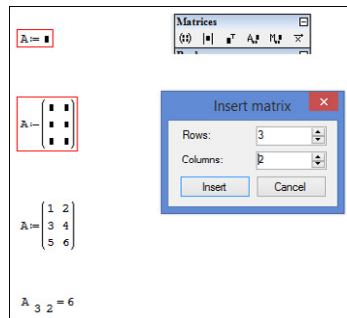 Matrices
A:= ▪
|▪| ▪T A▪,▪ M▪,▪
Insert matrix
Rows: 3
Columns: 2
Insert Cancel
A:= (▪ ▪
▪ ▪
▪ ▪)
A:= (1 2
3 4
5 6)
A 3 2 = 6